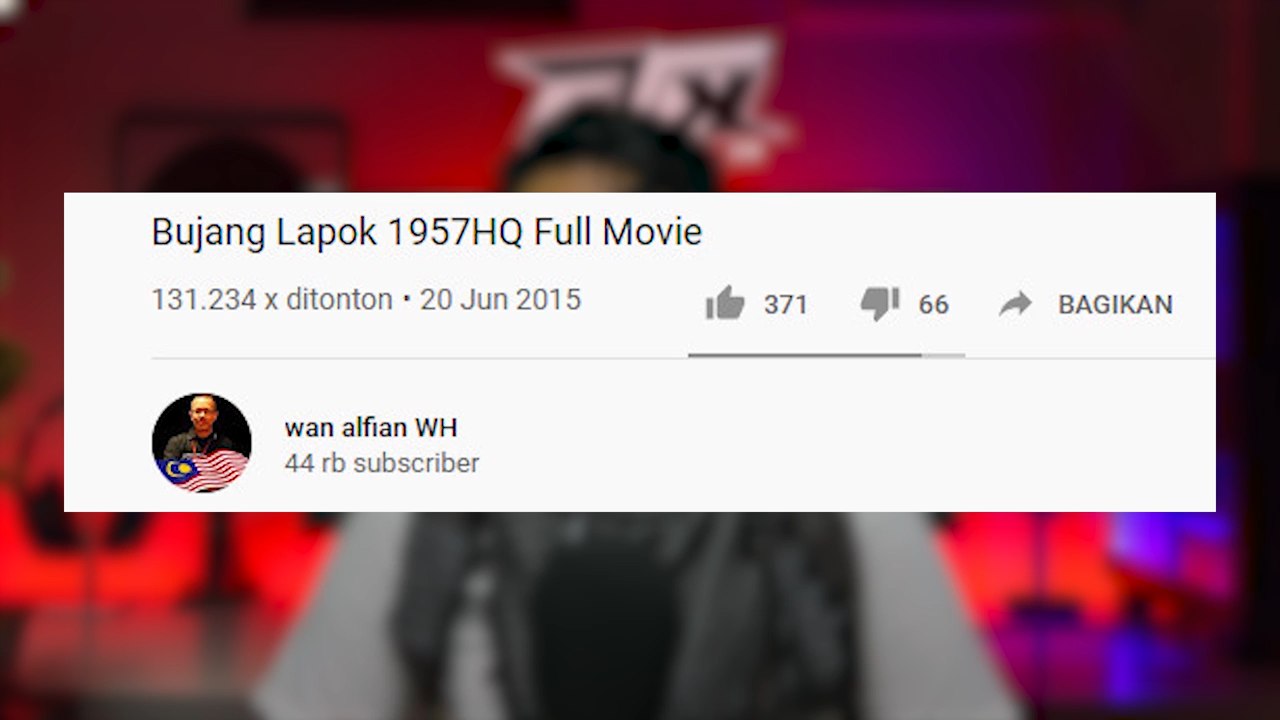 Bujang Lapok 1957HQ Full Movie
131.234 x ditonton • 20 Jun 2015 371 66 BAGIKAN
wan alfian WH
44 rb subscriber